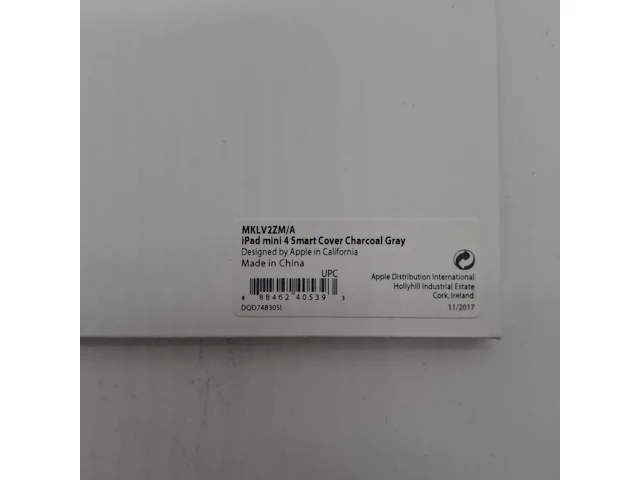 MKLV2ZM/A
iPad mini 4 Smart Cover Charcoal Gray
Designed by Apple in California
Made in China
UPC
8 88462 40539 3
DQD748305L
Apple Distribution International
Hollyhill Industrial Estate
Cork, Ireland
11/2017